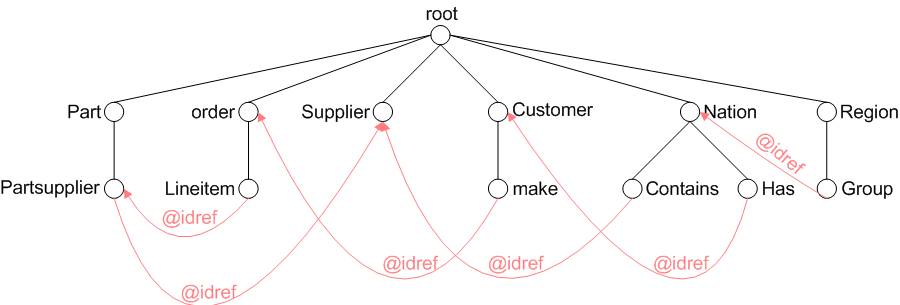 root
Part
order
Supplier
Customer
Nation
Region
@idref
Partsupplier
Lineitem
make
Contains
Has
Group
@idref
@idref
@idref
@idref
@idref